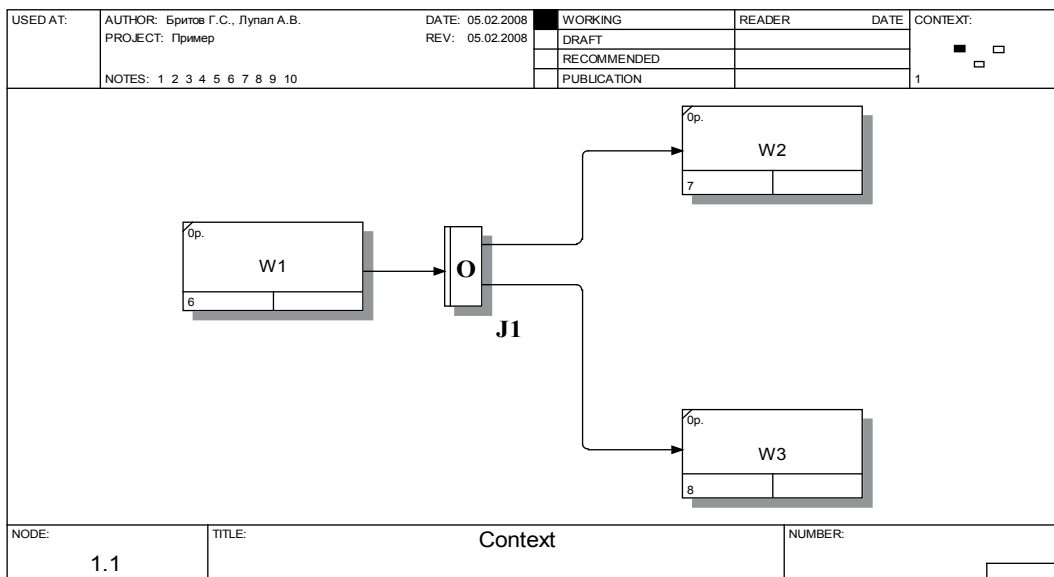 USED AT:
AUTHOR: Бритов Г.С., Лупал А.В.
DATE: 05.02.2008
PROJECT: Пример
REV: 05.02.2008
NOTES: 1 2 3 4 5 6 7 8 9 10
WORKING
DRAFT
RECOMMENDED
PUBLICATION
READER DATE
CONTEXT:
1
0р.
W2
7
0р.
W1
6
O
J1
0р.
W3
8
NODE:
1.1
TITLE:
Context
NUMBER: